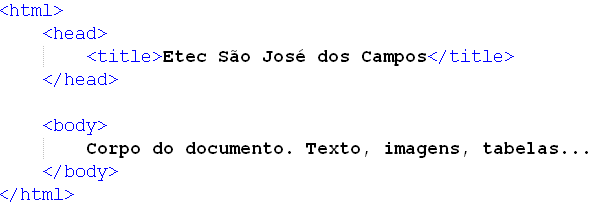 <html>
<head>
<title>Etec São José dos Campos</title>
</head>
<body>
Corpo do documento. Texto, imagens, tabelas...
</body>
</html>